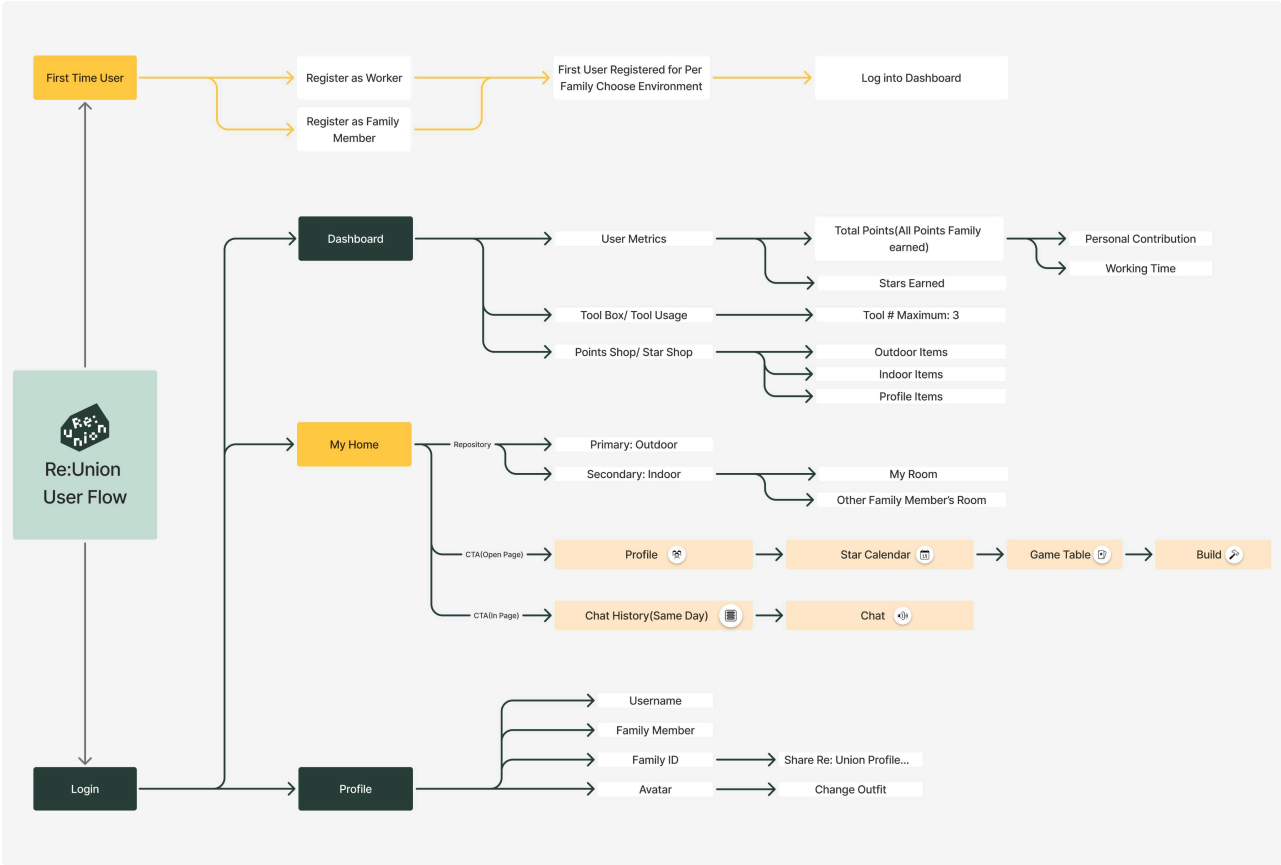 First Time User
Register as Worker
Register as Family
Member
First User Registered for Per
Family Choose Environment
Log into Dashboard
Re:
union
Re:Union
User Flow
Dashboard
User Metrics
Total Points(All Points Family
earned)
Personal Contribution
Working Time
Stars Earned
Tool Box/ Tool Usage
Tool # Maximum: 3
Points Shop/ Star Shop
Outdoor Items
Indoor Items
Profile Items
My Home
Repository
Primary: Outdoor
Secondary: Indoor
My Room
Other Family Member’s Room
CTA(Open Page)
Profile
Star Calendar
Game Table
Build
CTA(In Page)
Chat History(Same Day)
Chat
Login
Profile
Username
Family Member
Family ID
Share Re: Union Profile...
Avatar
Change Outfit